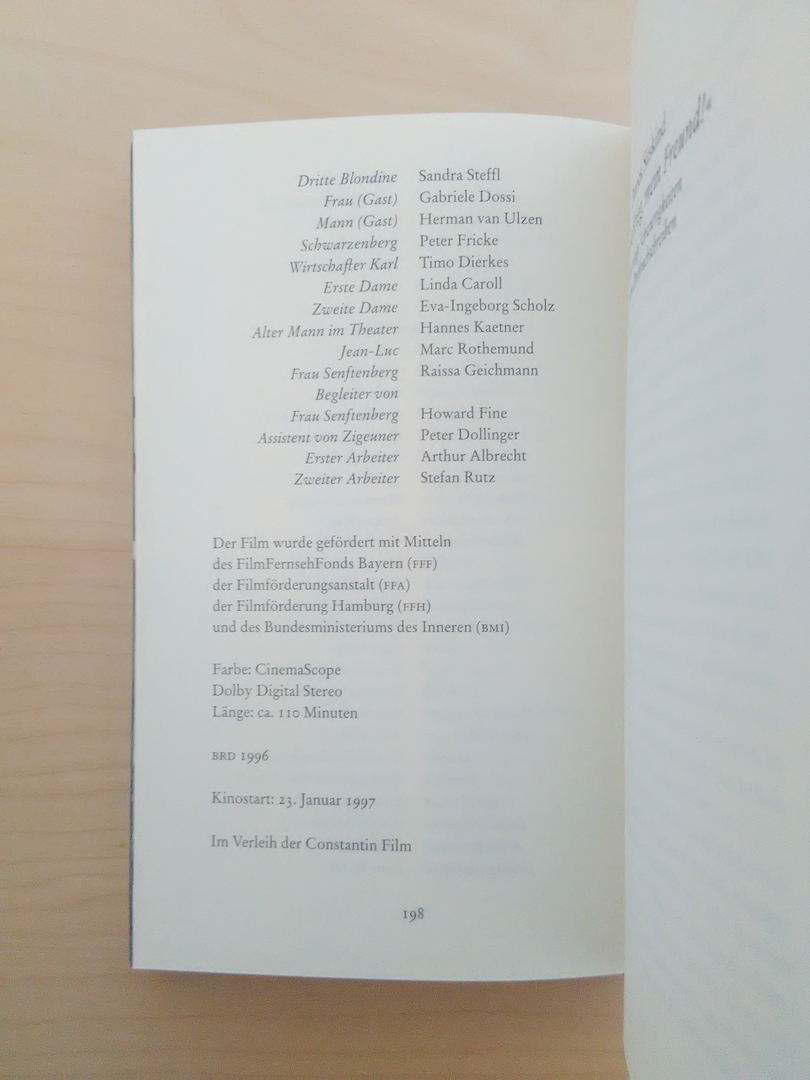 Dritte Blondine Sandra Steffl
Frau (Gast) Gabriele Dossi
Mann (Gast) Herman van Ulzen
Schwarzenberg Peter Fricke
Wirtschafter Karl Timo Dierkes
Erste Dame Linda Caroll
Zweite Dame Eva-Ingeborg Scholz
Alter Mann im Theater Hannes Kaetner
Jean-Luc Marc Rothemund
Frau Senftenberg Raissa Geichmann
Begleiter von
Frau Senftenberg Howard Fine
Assistent von Zigeuner Peter Dollinger
Erster Arbeiter Arthur Albrecht
Zweiter Arbeiter Stefan Rutz
Der Film wurde gefördert mit Mitteln
des FilmFernsehFonds Bayern (FFF)
der Filmförderungsanstalt (FFA)
der Filmförderung Hamburg (FFH)
und des Bundesministeriums des Inneren (BMI)
Farbe: CinemaScope
Dolby Digital Stereo
Länge: ca. 110 Minuten
BRD 1996
Kinostart: 23. Januar 1997
Im Verleih der Constantin Film
198
Süskind
mein Freund!«